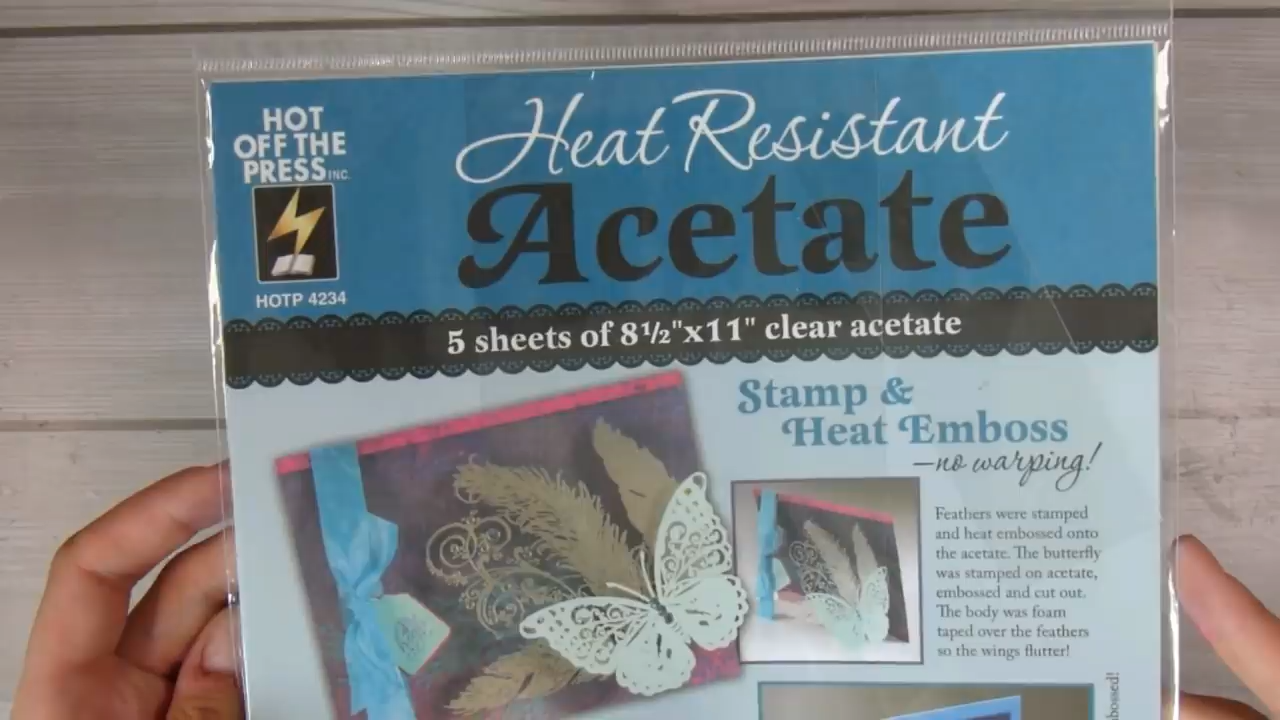 HOT
OFF THE
PRESS INC.
HOTP 4234
Heat Resistant
Acetate
5 sheets of 8½"x11" clear acetate
Stamp &
Heat Emboss
—no warping!
Feathers were stamped
and heat embossed onto
the acetate. The butterfly
was stamped on acetate,
embossed and cut out.
The body was foam
taped over the feathers
so the wings flutter!